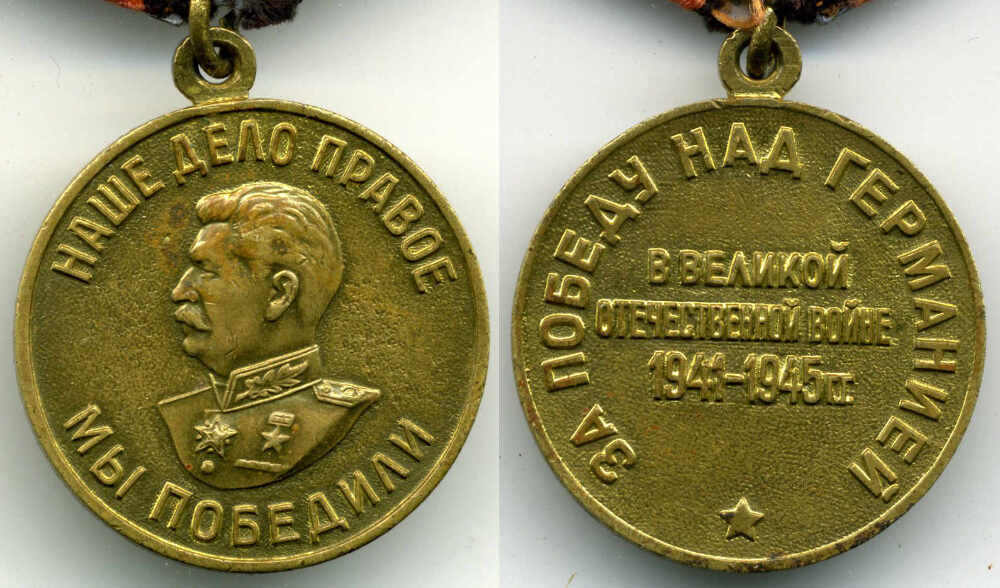 НАШЕ ДЕЛО ПРАВОЕ
МЫ ПОБЕДИЛИ
ЗА ПОБЕДУ НАД ГЕРМАНИЕЙ
В ВЕЛИКОЙ
ОТЕЧЕСТВЕННОЙ ВОЙНЕ
1941-1945 ГГ.